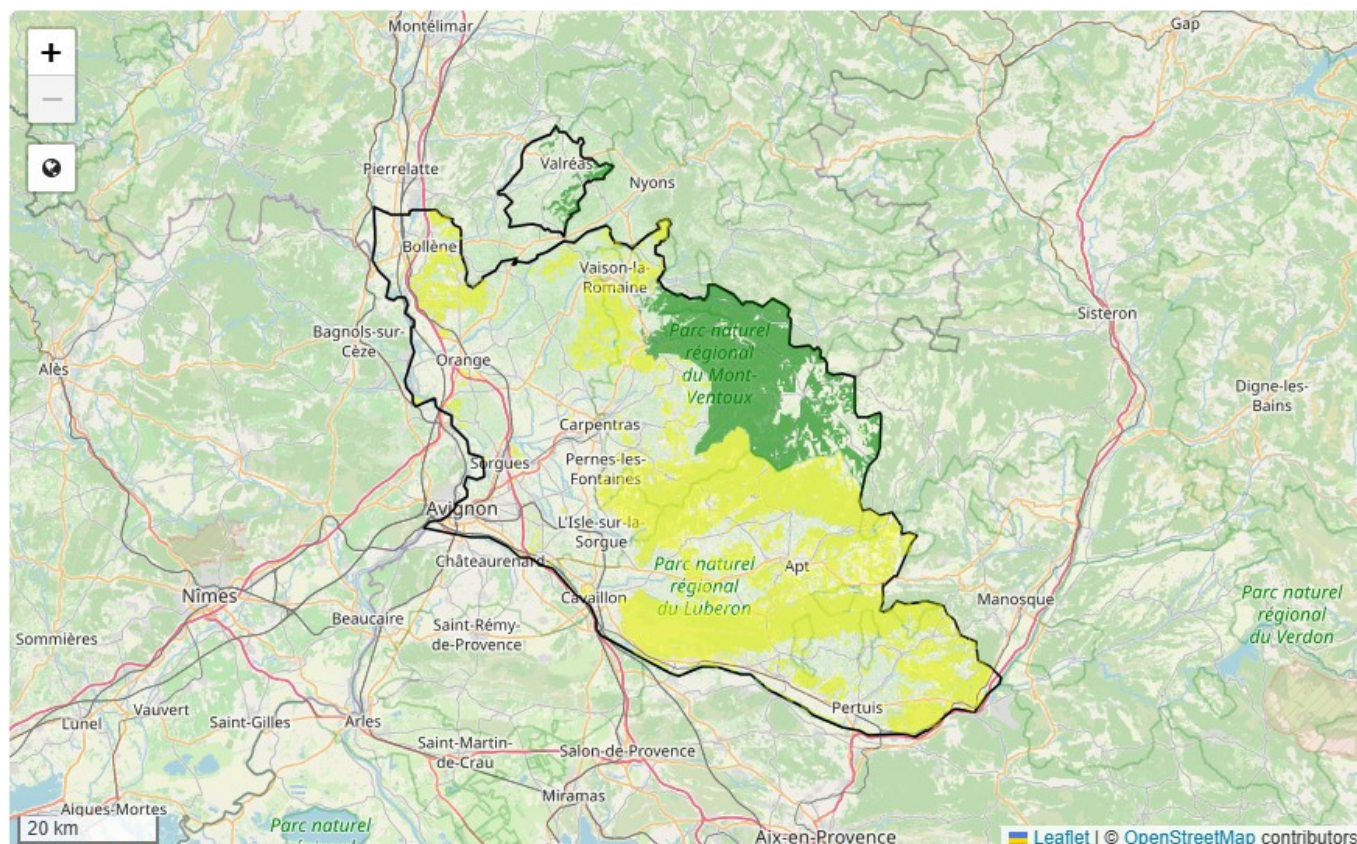 Montélimar
Gap
+
−
Pierrelatte
Valréas
Nyons
Bollène
Vaison-la-
Romaine
Bagnols-sur-
Cèze
Parc naturel
régional
du Mont-
Ventoux
Sisteron
Orange
Alès
Digne-les-
Bains
Carpentras
Sorgues
Pernes-les-
Fontaines
Avignon
L'Isle-sur-la-
Sorgue
Châteaurenard
Parc naturel
régional
du Luberon
Apt
Nîmes
Cavaillon
Manosque
Parc naturel
régional
du Verdon
Beaucaire
Saint-Rémy-
de-Provence
Sommières
Pertuis
Vauvert
Lunel
Saint-Gilles
Arles
Saint-Martin-
de-Crau
Salon-de-Provence
Miramas
Aigues-Mortes
20 km
Parc naturel
régional
Aix-en-Provence
Leaflet | © OpenStreetMap contributors